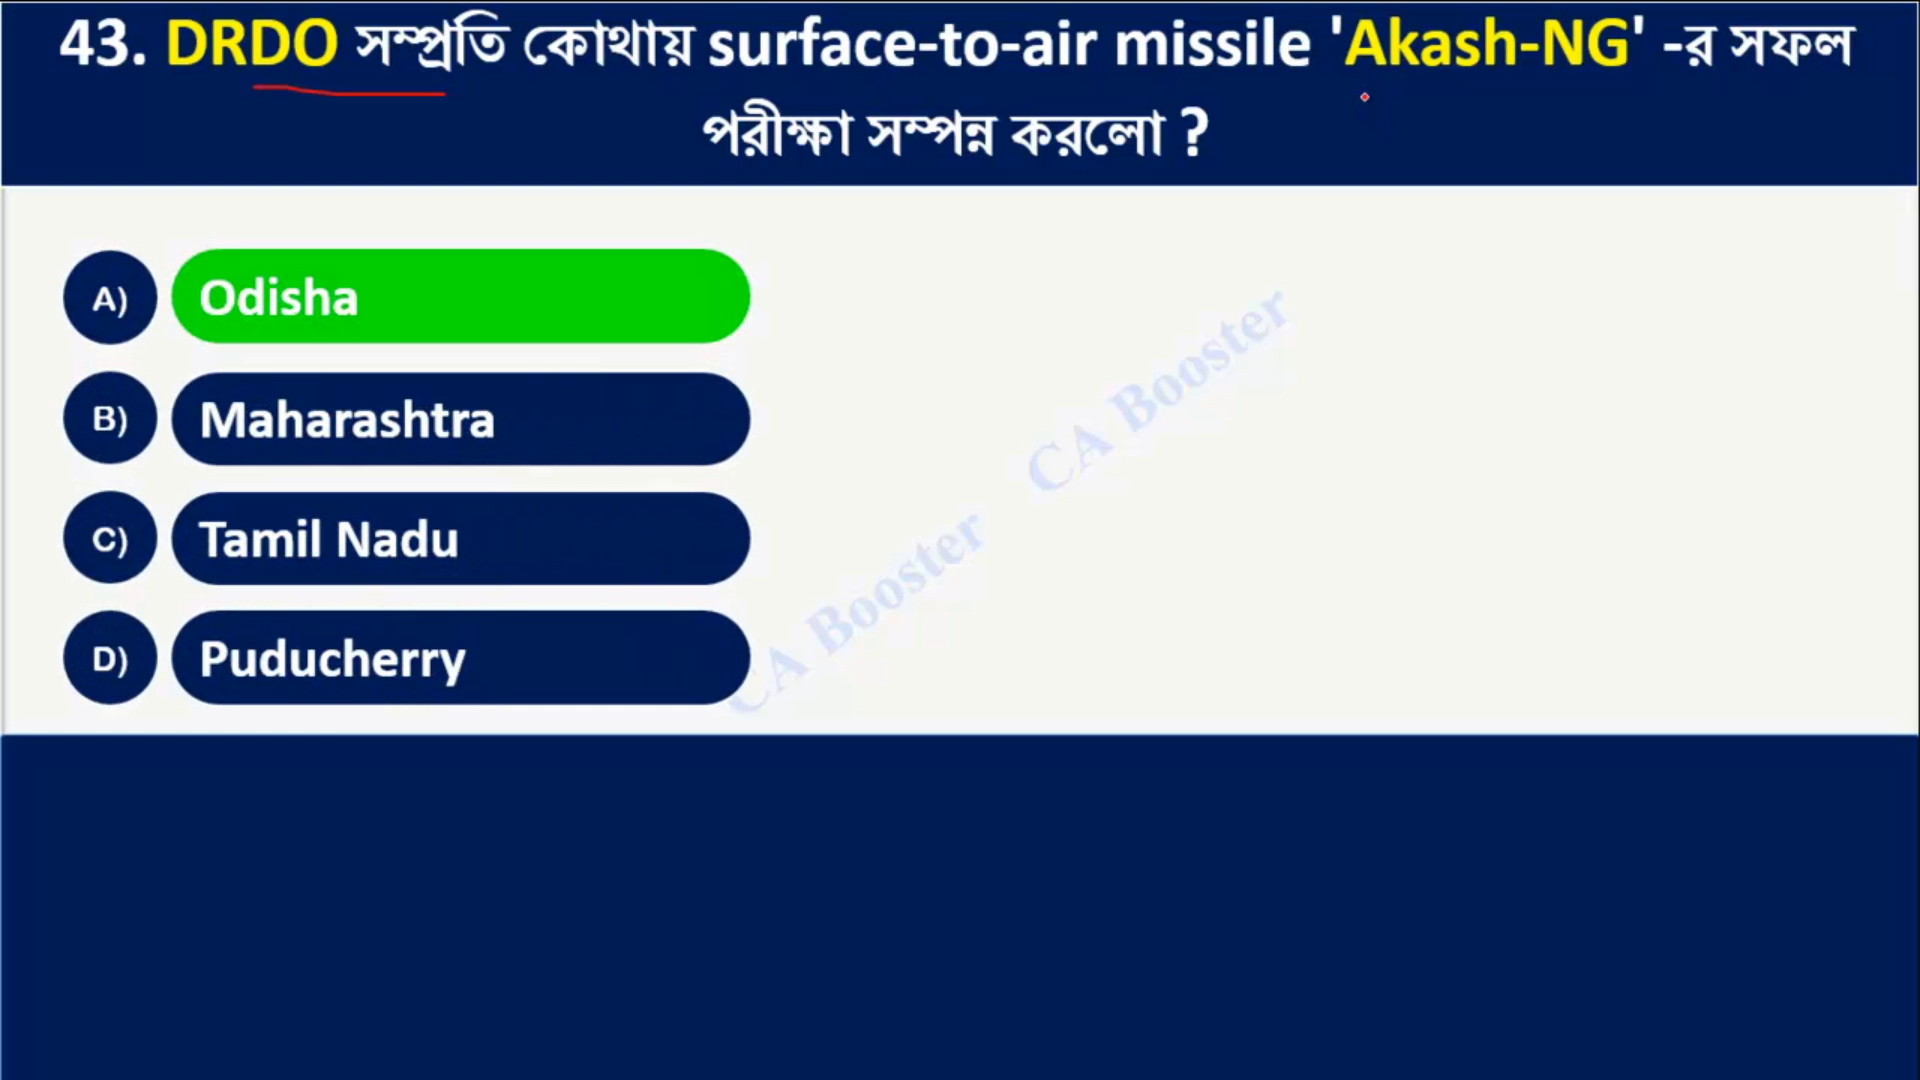 43. DRDO সম্প্রতি কোথায় surface-to-air missile 'Akash-NG' -র সফল
পরীক্ষা সম্পন্ন করলো ?
A) Odisha
B) Maharashtra
C) Tamil Nadu
D) Puducherry
CA Booster
CA Booster